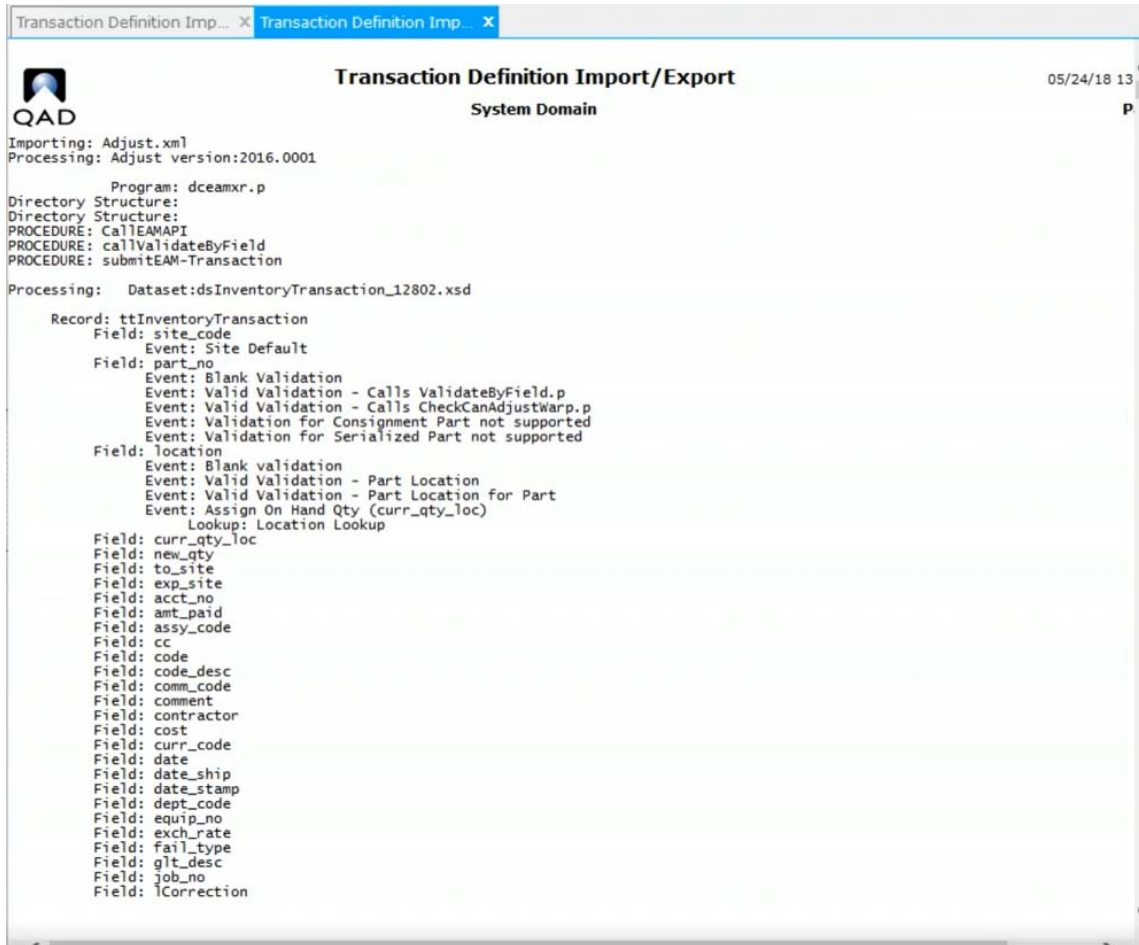 Transaction Definition Imp... X Transaction Definition Imp... X
Transaction Definition Import/Export
05/24/18 13
System Domain
P
QAD
Importing: Adjust.xml
Processing: Adjust version:2016.0001
Program: dceamxr.p
Directory Structure:
Directory Structure:
PROCEDURE: CallEAMAPI
PROCEDURE: callValidateByField
PROCEDURE: submitEAM-Transaction
Processing: Dataset:dsInventoryTransaction_12802.xsd
Record: ttInventoryTransaction
Field: site_code
Event: Site Default
Field: part_no
Event: Blank Validation
Event: Valid Validation - Calls ValidateByField.p
Event: Valid Validation - Calls CheckCanAdjustWarp.p
Event: Validation for Consignment Part not supported
Event: Validation for Serialized Part not supported
Field: location
Event: Blank validation
Event: Valid Validation - Part Location
Event: Valid Validation - Part Location for Part
Event: Assign On Hand Qty (curr_qty_loc)
Lookup: Location Lookup
Field: curr_qty_loc
Field: new_qty
Field: to_site
Field: exp_site
Field: acct_no
Field: amt_paid
Field: assy_code
Field: cc
Field: code
Field: code_desc
Field: comm_code
Field: comment
Field: contractor
Field: cost
Field: curr_code
Field: date
Field: date_ship
Field: date_stamp
Field: dept_code
Field: equip_no
Field: exch_rate
Field: fail_type
Field: glt_desc
Field: job_no
Field: lCorrection